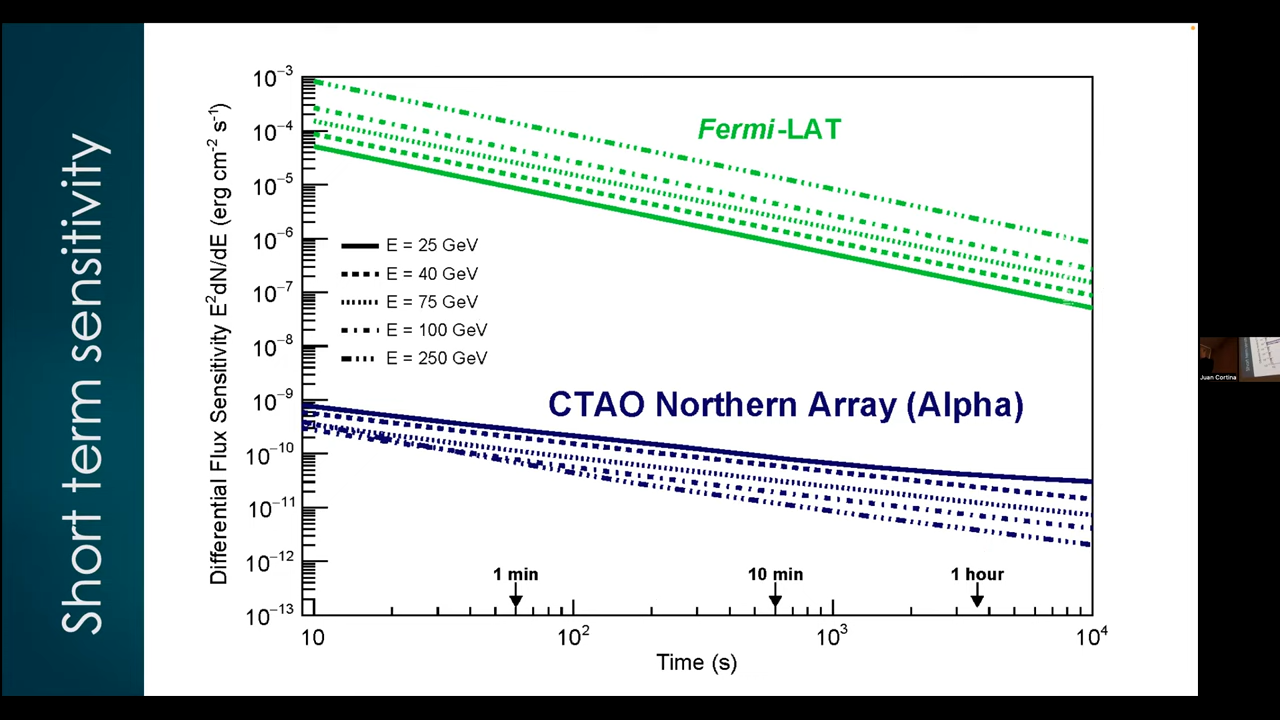 Short term sensitivity
Differential Flux Sensitivity E²dN/dE (erg cm⁻² s⁻¹)
10⁻³
10⁻⁴
10⁻⁵
10⁻⁶
10⁻⁷
10⁻⁸
10⁻⁹
10⁻¹⁰
10⁻¹¹
10⁻¹²
10⁻¹³
Fermi-LAT
E = 25 GeV
E = 40 GeV
E = 75 GeV
E = 100 GeV
E = 250 GeV
CTAO Northern Array (Alpha)
1 min 10 min 1 hour
10 10² 10³ 10⁴
Time (s)
Juan Cortina